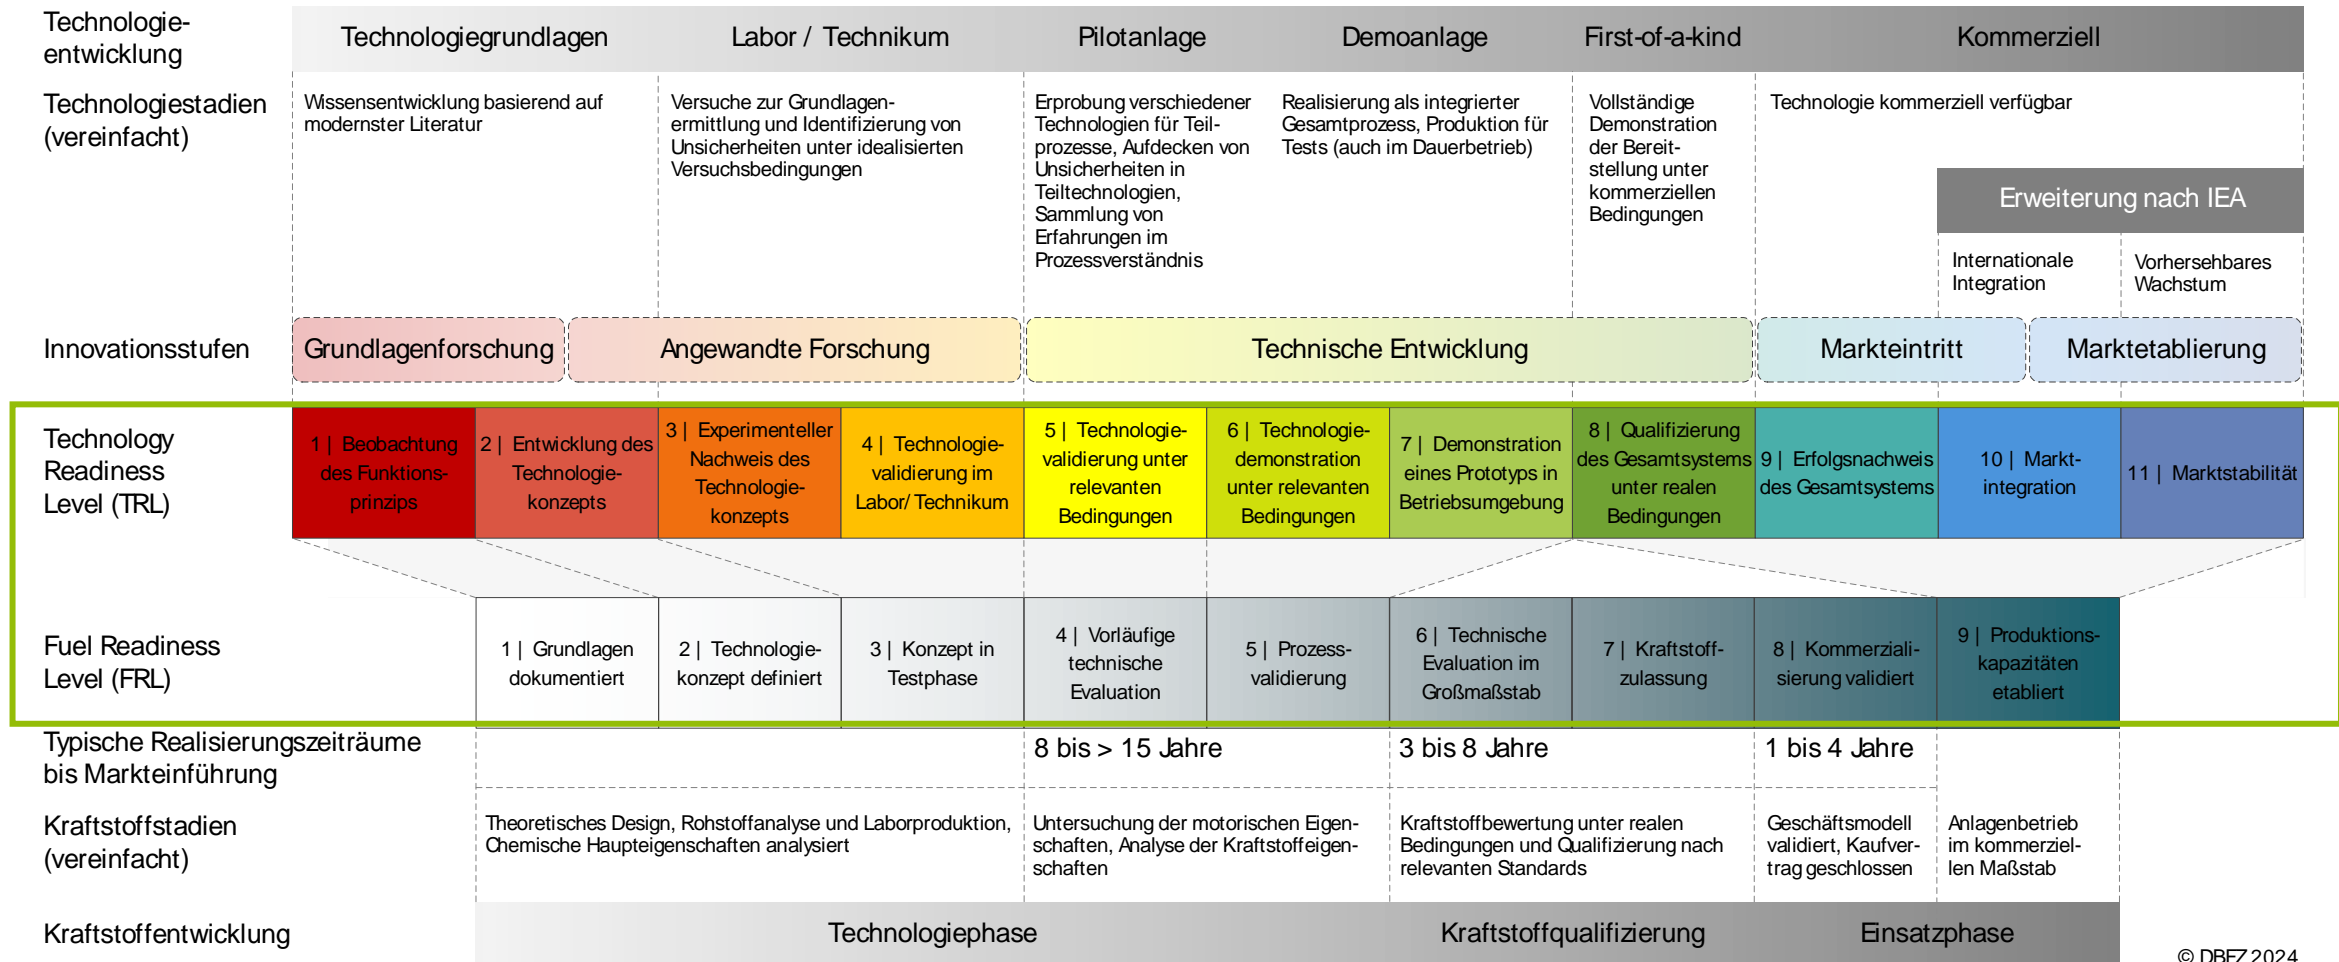 Technologie-
entwicklung
Technologiegrundlagen
Labor / Technikum
Pilotanlage
Demoanlage
First-of-a-kind
Kommerziell
Technologiestadien
(vereinfacht)
Wissensentwicklung basierend auf
modernster Literatur
Versuche zur Grundlagen-
ermittlung und Identifizierung von
Unsicherheiten unter idealisierten
Versuchsbedingungen
Erprobung verschiedener
Technologien für Teil-
prozesse, Aufdecken von
Unsicherheiten in
Teiltechnologien,
Sammlung von
Erfahrungen im
Prozessverständnis
Realisierung als integrierter
Gesamtprozess, Produktion für
Tests (auch im Dauerbetrieb)
Vollständige
Demonstration
der Bereit-
stellung unter
kommerziellen
Bedingungen
Technologie kommerziell verfügbar
Erweiterung nach IEA
Internationale
Integration
Vorhersehbares
Wachstum
Innovationsstufen
Grundlagenforschung
Angewandte Forschung
Technische Entwicklung
Markteintritt
Marktetablierung
Technology
Readiness
Level (TRL)
1 | Beobachtung
des Funktions-
prinzips
2 | Entwicklung des
Technologie-
konzepts
3 | Experimenteller
Nachweis des
Technologie-
konzepts
4 | Technologie-
validierung im
Labor/ Technikum
5 | Technologie-
validierung unter
relevanten
Bedingungen
6 | Technologie-
demonstration
unter relevanten
Bedingungen
7 | Demonstration
eines Prototyps in
Betriebsumgebung
8 | Qualifizierung
des Gesamtsystems
unter realen
Bedingungen
9 | Erfolgsnachweis
des Gesamtsystems
10 | Markt-
integration
11 | Marktstabilität
Fuel Readiness
Level (FRL)
1 | Grundlagen
dokumentiert
2 | Technologie-
konzept definiert
3 | Konzept in
Testphase
4 | Vorläufige
technische
Evaluation
5 | Prozess-
validierung
6 | Technische
Evaluation im
Großmaßstab
7 | Kraftstoff-
zulassung
8 | Kommerziali-
sierung validiert
9 | Produktions-
kapazitäten
etabliert
Typische Realisierungszeiträume
bis Markteinführung
8 bis > 15 Jahre
3 bis 8 Jahre
1 bis 4 Jahre
Kraftstoffstadien
(vereinfacht)
Theoretisches Design, Rohstoffanalyse und Laborproduktion,
Chemische Haupteigenschaften analysiert
Untersuchung der motorischen Eigen-
schaften, Analyse der Kraftstoffeigen-
schaften
Kraftstoffbewertung unter realen
Bedingungen und Qualifizierung nach
relevanten Standards
Geschäftsmodell
validiert, Kaufver-
trag geschlossen
Anlagenbetrieb
im kommerziel-
len Maßstab
Kraftstoffentwicklung
Technologiephase
Kraftstoffqualifizierung
Einsatzphase
© DBFZ 2024